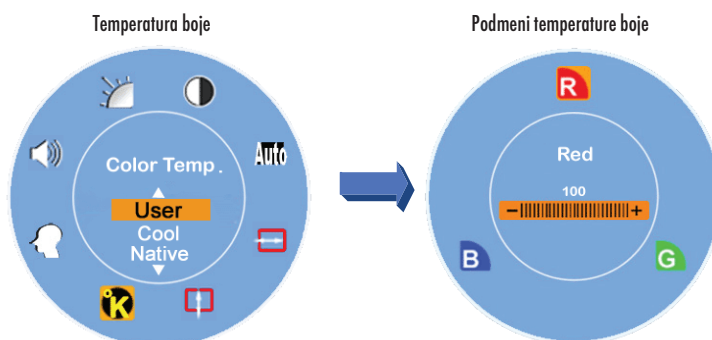 Temperatura boje
Podmeni temperature boje
Auto
Color Temp.
User
Cool
Native
°K
R
Red
100
− +
B
G